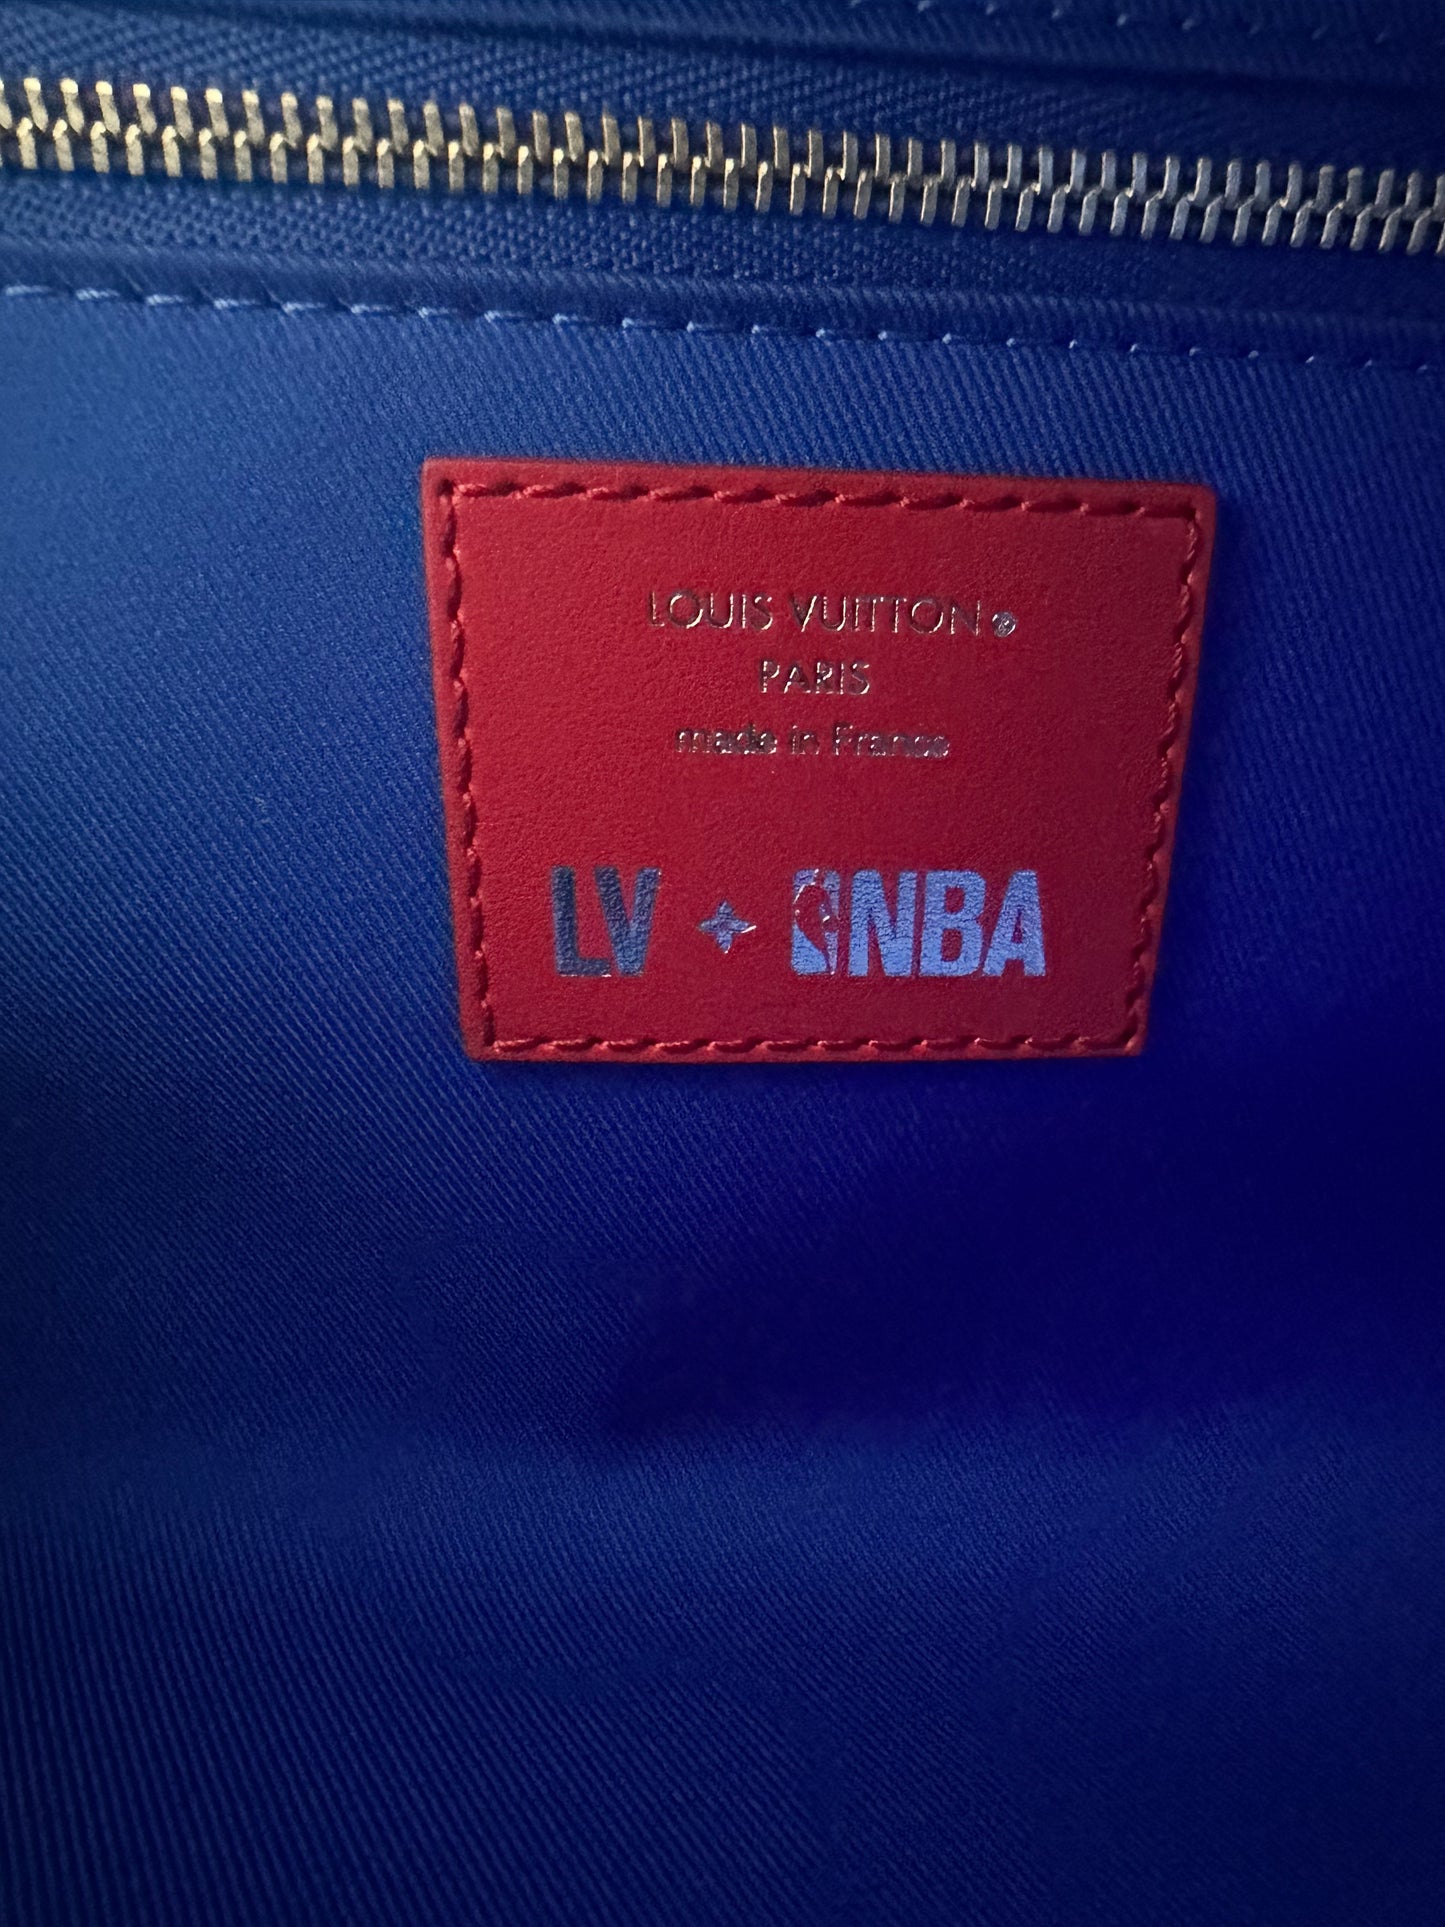 LOUIS VUITTON®
PARIS
made in France
LV NBA